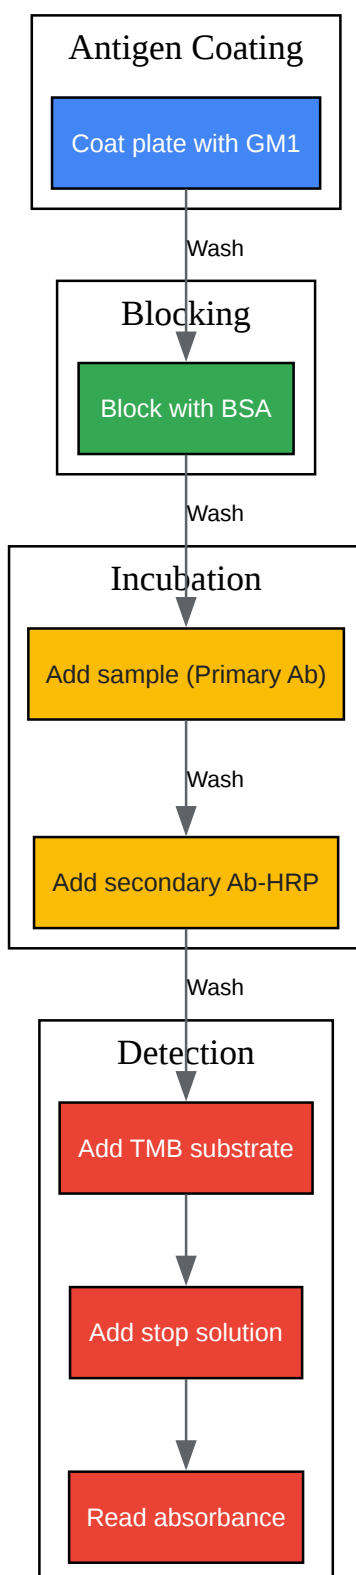 Antigen Coating
Coat plate with GM1
Wash
Blocking
Block with BSA
Wash
Incubation
Add sample (Primary Ab)
Wash
Add secondary Ab-HRP
Wash
Detection
Add TMB substrate
Add stop solution
Read absorbance